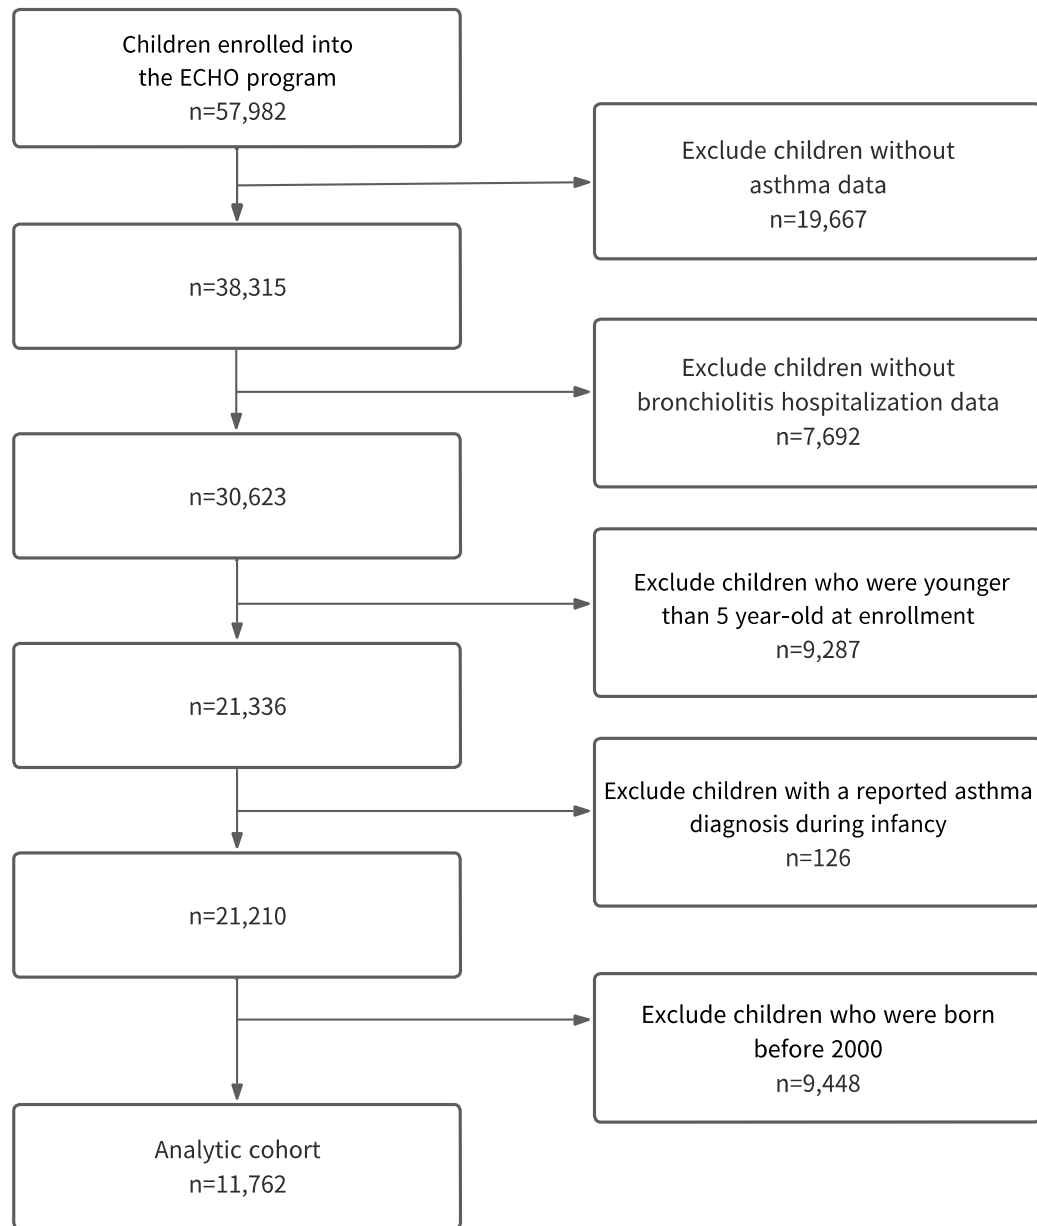 Children enrolled into
the ECHO program
n=57,982
Exclude children without
asthma data
n=19,667
n=38,315
Exclude children without
bronchiolitis hospitalization data
n=7,692
n=30,623
Exclude children who were younger
than 5 year-old at enrollment
n=9,287
n=21,336
Exclude children with a reported asthma
diagnosis during infancy
n=126
n=21,210
Exclude children who were born
before 2000
n=9,448
Analytic cohort
n=11,762